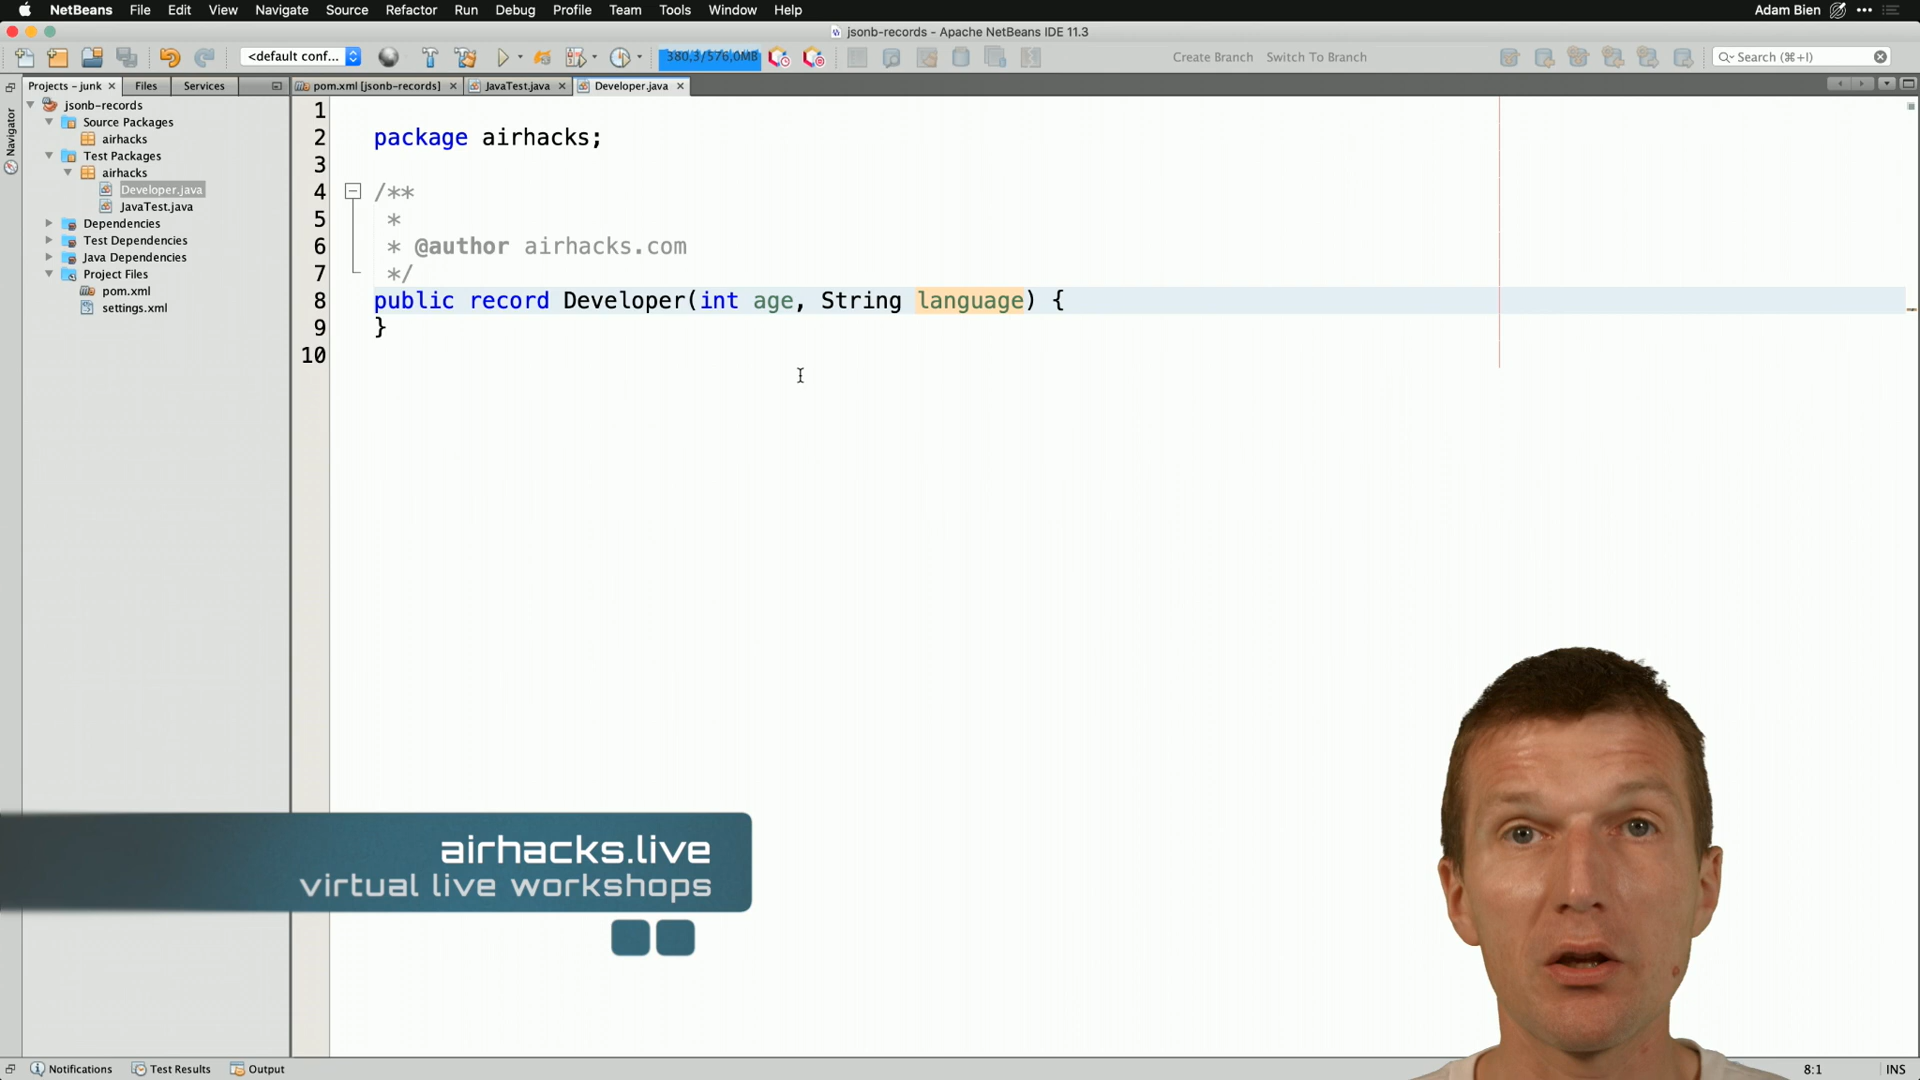 NetBeans File Edit View Navigate Source Refactor Run Debug Profile Team Tools Window Help Adam Bien
jsonb-records - Apache NetBeans IDE 11.3
<default conf... 380,3/576,0MB Create Branch Switch To Branch Search (⌘+I)
Projects - junk Files Services pom.xml [jsonb-records] JavaTest.java Developer.java
Navigator
jsonb-records
Source Packages
airhacks
Test Packages
airhacks
Developer.java
JavaTest.java
Dependencies
Test Dependencies
Java Dependencies
Project Files
pom.xml
settings.xml
1
2 package airhacks;
3
4 /**
5 *
6 * @author airhacks.com
7 */
8 public record Developer(int age, String language) {
9 }
10
airhacks.live
virtual live workshops
Notifications Test Results Output 8:1 INS